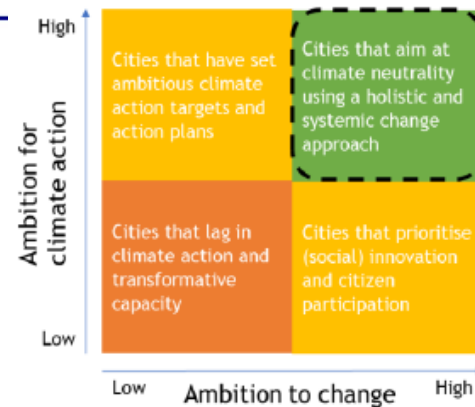 High
Ambition for
climate action
Low
Cities that have set
ambitious climate
action targets and
action plans
Cities that aim at
climate neutrality
using a holistic and
systemic change
approach
Cities that lag in
climate action and
transformative
capacity
Cities that prioritise
(social) innovation
and citizen
participation
Low
Ambition to change
High